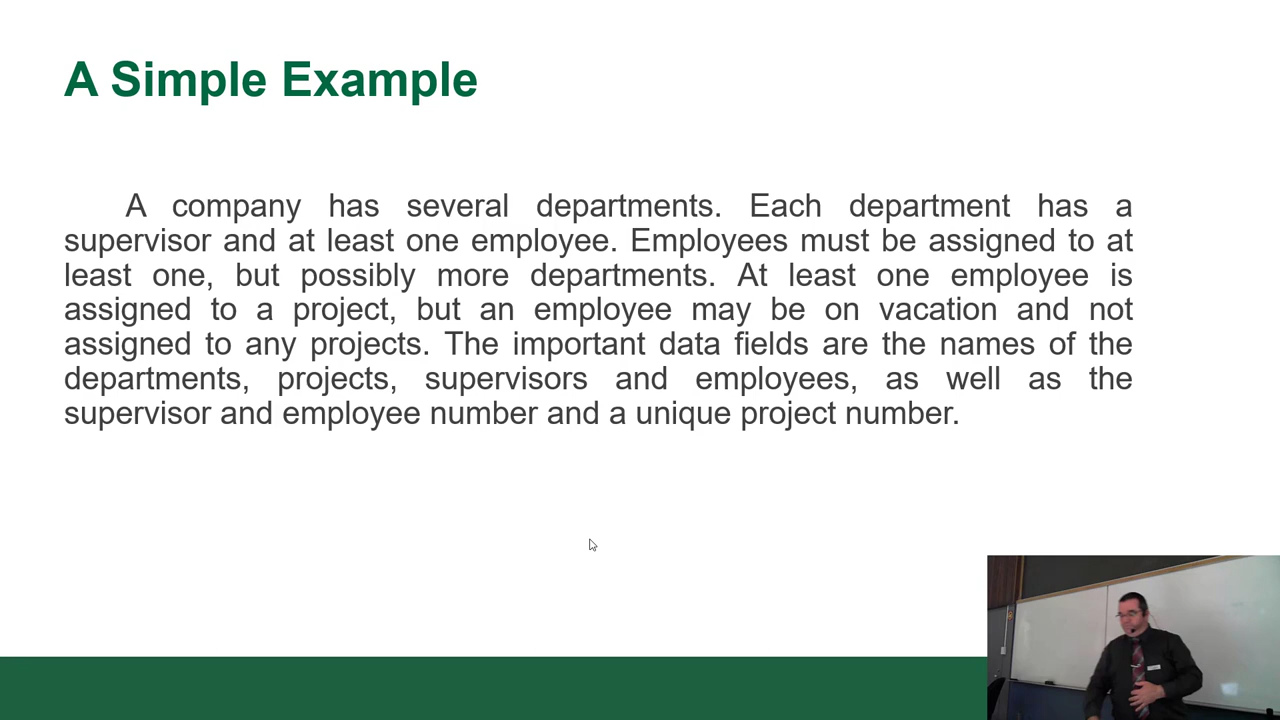 A Simple Example
A company has several departments. Each department has a
supervisor and at least one employee. Employees must be assigned to at
least one, but possibly more departments. At least one employee is
assigned to a project, but an employee may be on vacation and not
assigned to any projects. The important data fields are the names of the
departments, projects, supervisors and employees, as well as the
supervisor and employee number and a unique project number.